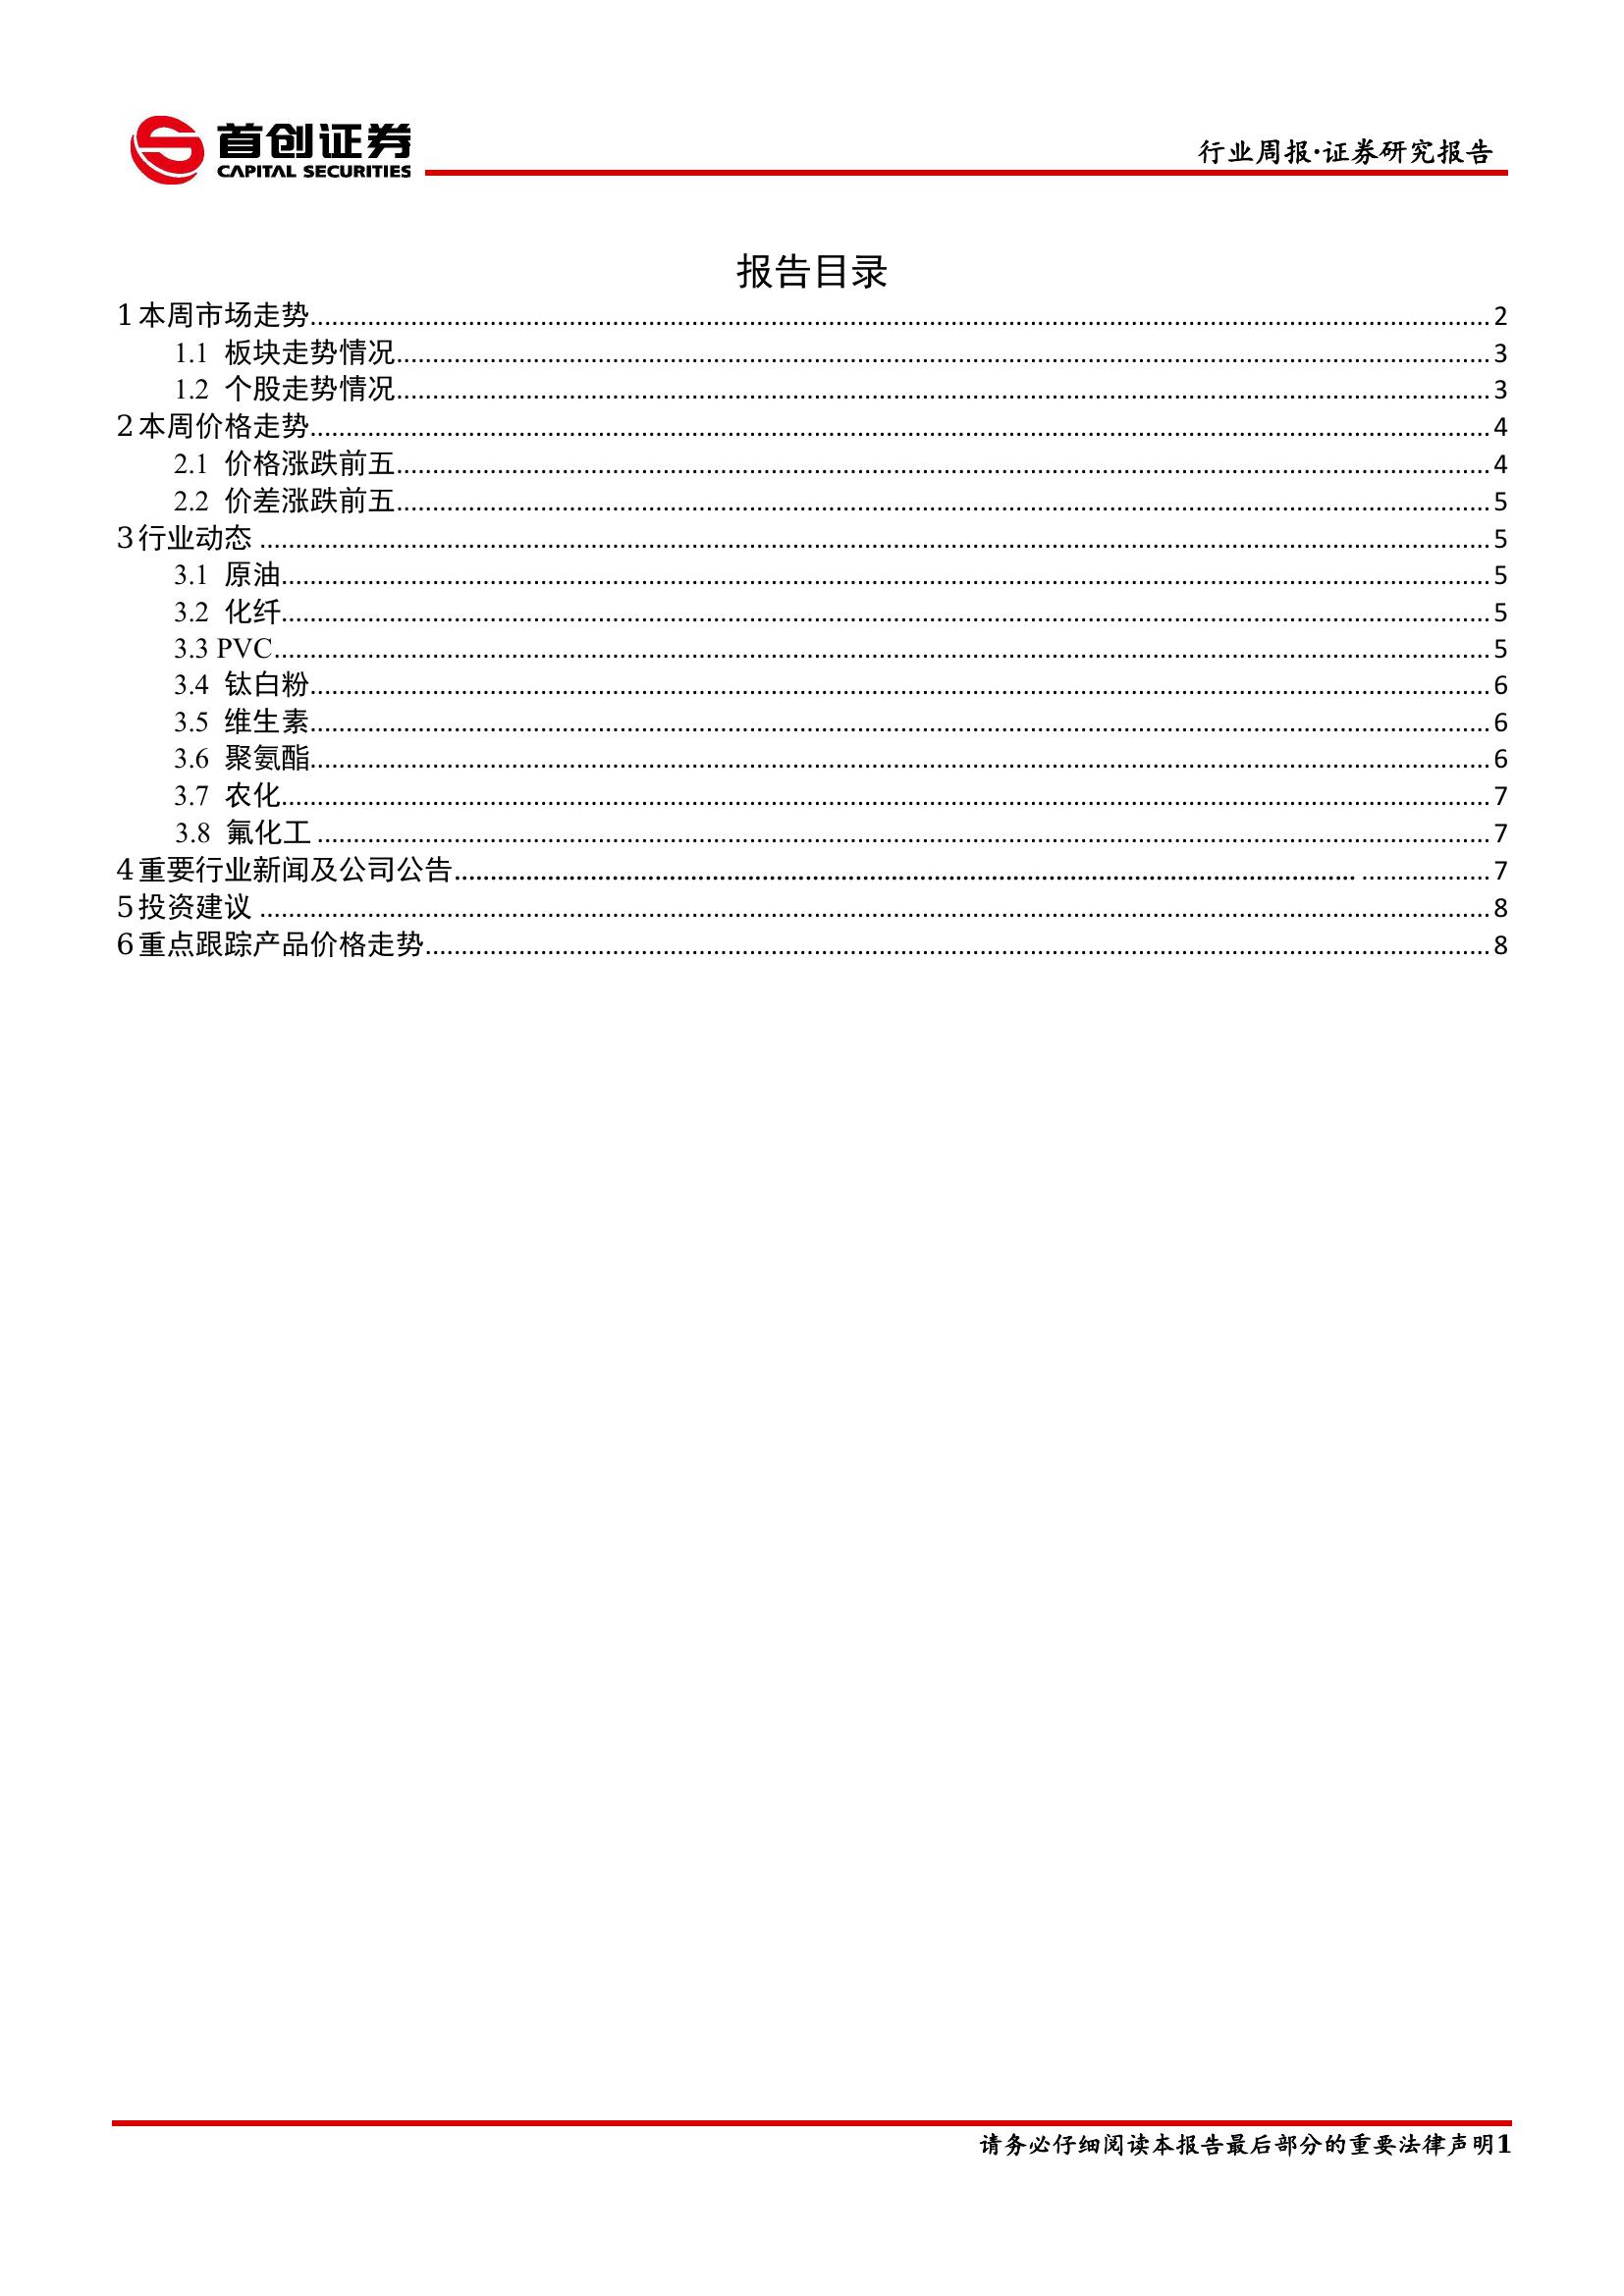 首创证券
CAPITAL SECURITIES
行业周报·证券研究报告
报告目录
1 本周市场走势 2
1.1 板块走势情况 3
1.2 个股走势情况 3
2 本周价格走势 4
2.1 价格涨跌前五 4
2.2 价差涨跌前五 5
3 行业动态 5
3.1 原油 5
3.2 化纤 5
3.3 PVC 5
3.4 钛白粉 6
3.5 维生素 6
3.6 聚氨酯 6
3.7 农化 7
3.8 氟化工 7
4 重要行业新闻及公司公告 7
5 投资建议 8
6 重点跟踪产品价格走势 8
请务必仔细阅读本报告最后部分的重要法律声明1